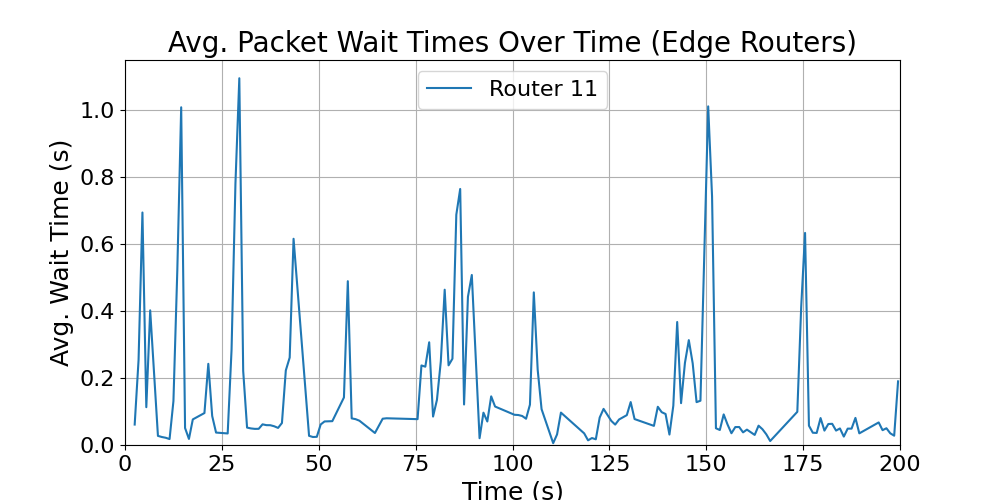 Avg. Packet Wait Times Over Time (Edge Routers)
Router 11
Avg. Wait Time (s)
1.0
0.8
0.6
0.4
0.2
0.0
0 25 50 75 100 125 150 175 200
Time (s)